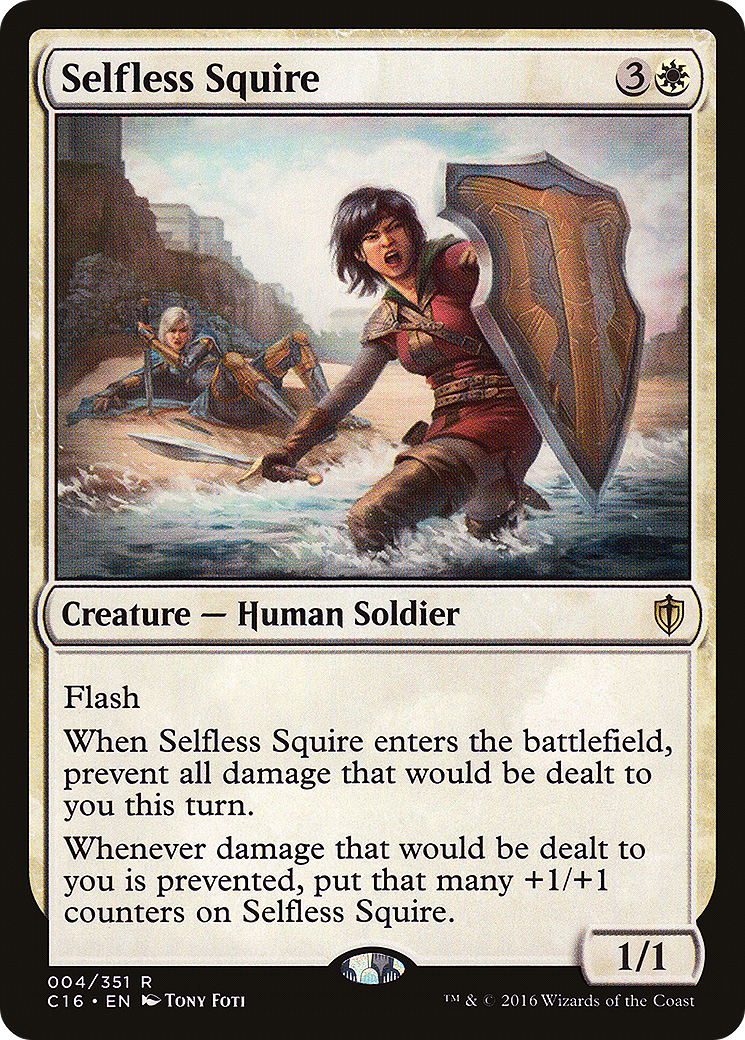 Selfless Squire 3
Creature — Human Soldier
Flash
When Selfless Squire enters the battlefield,
prevent all damage that would be dealt to
you this turn.
Whenever damage that would be dealt to
you is prevented, put that many +1/+1
counters on Selfless Squire.
1/1
004/351 R
C16 • EN Tony Foti ™ & © 2016 Wizards of the Coast